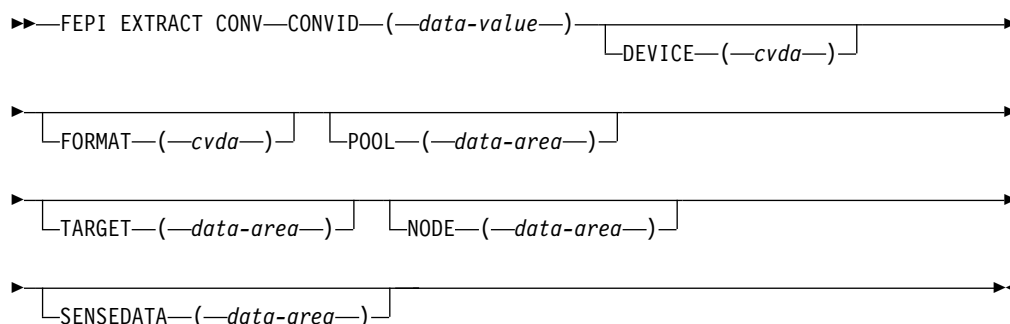 FEPI EXTRACT CONV CONVID ( data-value )
DEVICE ( cvda )
FORMAT ( cvda ) POOL ( data-area )
TARGET ( data-area ) NODE ( data-area )
SENSEDATA ( data-area )